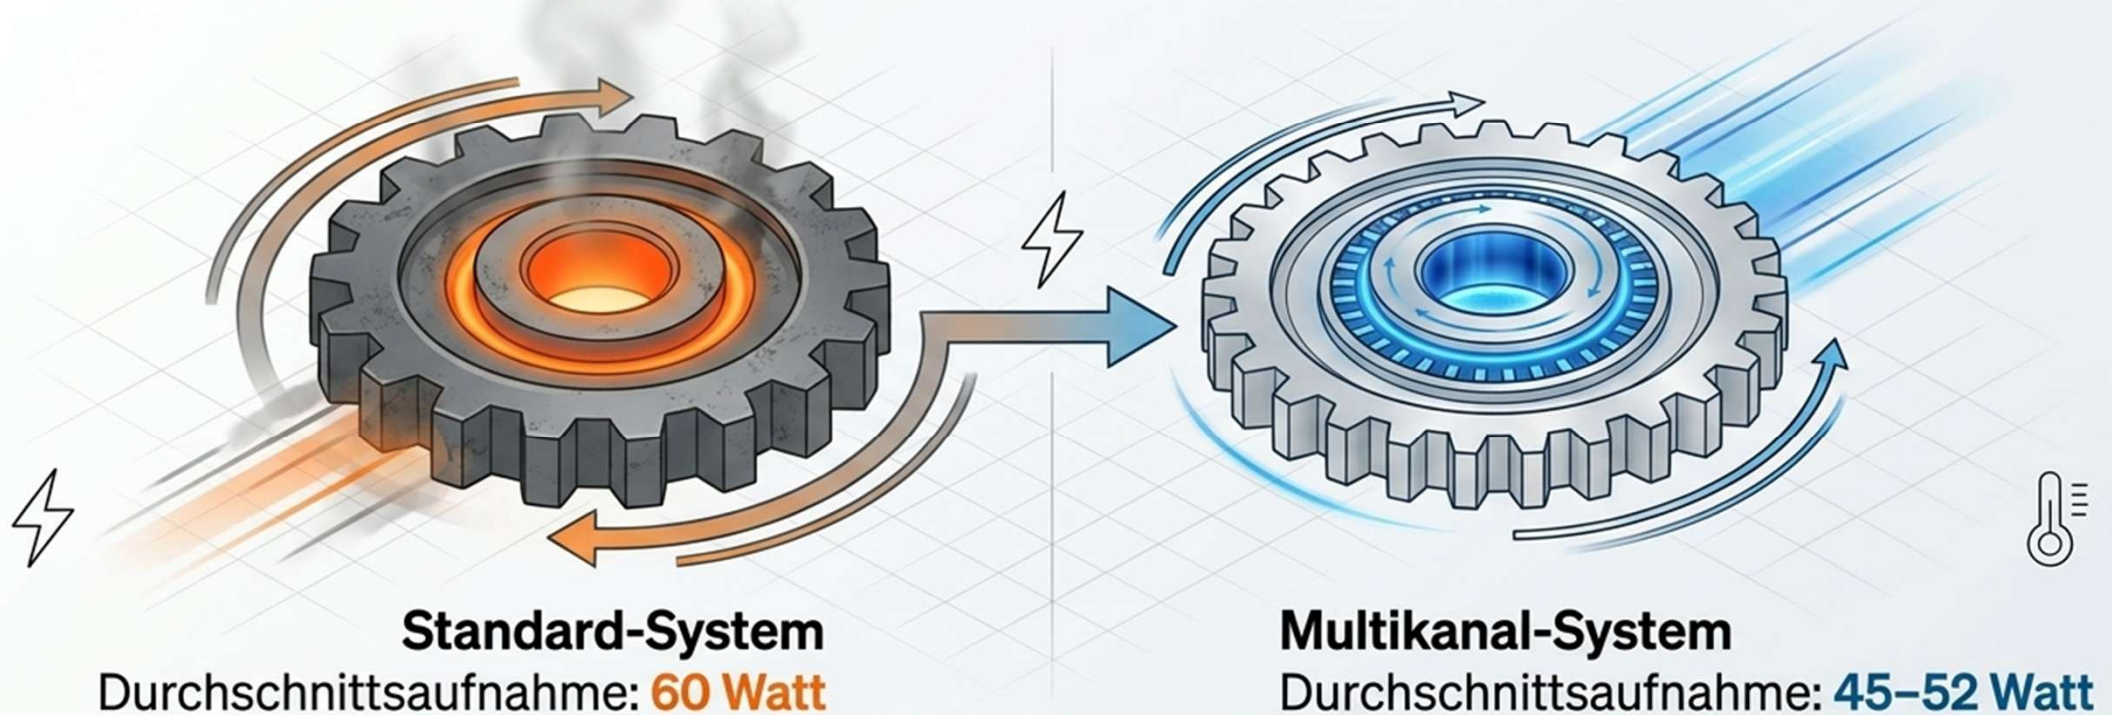 Standard-System
Durchschnittsaufnahme: 60 Watt
Multikanal-System
Durchschnittsaufnahme: 45–52 Watt